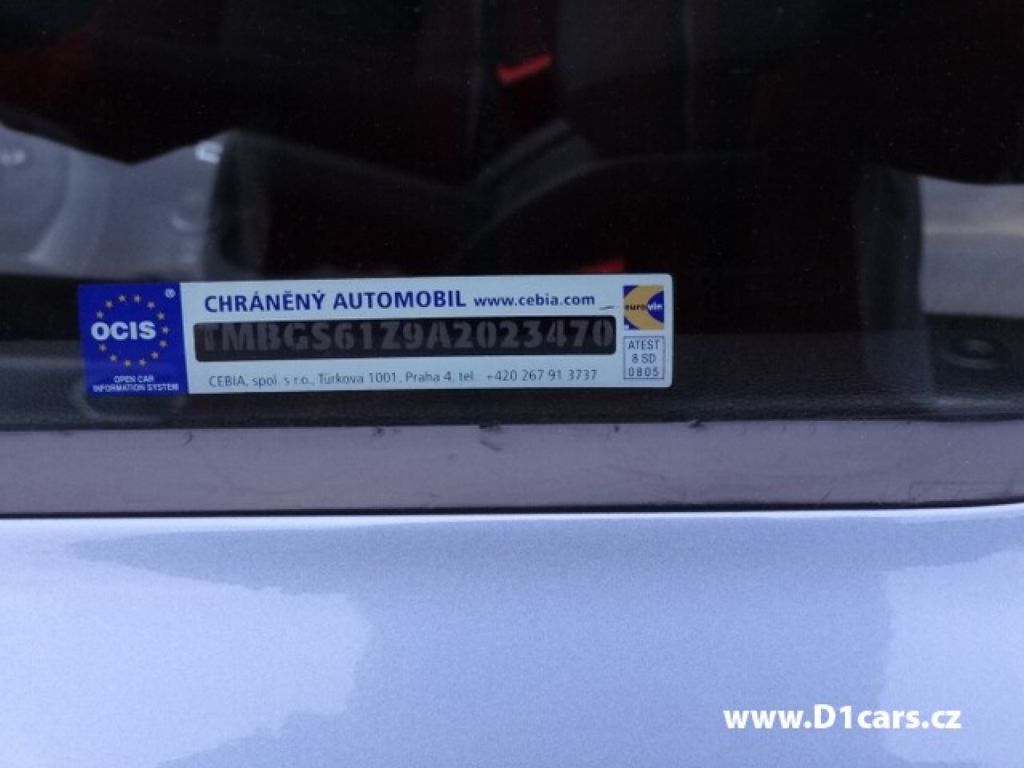 OCIS ®
OPEN CAR
INFORMATION SYSTEM
CHRÁNĚNÝ AUTOMOBIL www.cebia.com
TMBGS61Z9A2023470
CEBIA, spol. s r.o., Türkova 1001, Praha 4, tel.: +420 267 91 3737
eurovin
ATEST
8 SD
0805
www.D1cars.cz